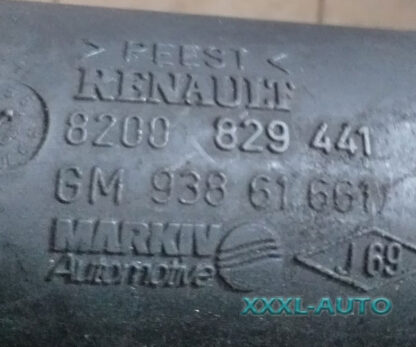 > PEEST <
RENAULT
8200 829 441
GM 938 61 661
MARKIV
Automotive
J 69
XXXL-AUTO